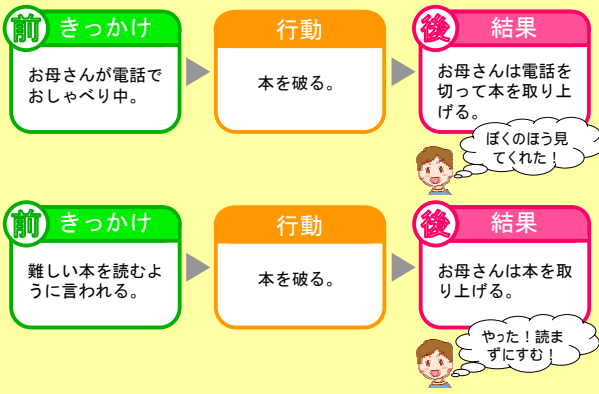 前 きっかけ
お母さんが電話で
おしゃべり中。
行動
本を破る。
後 結果
お母さんは電話を
切って本を取り上
げる。
ぼくのほう見
てくれた！
前 きっかけ
難しい本を読むよ
うに言われる。
行動
本を破る。
後 結果
お母さんは本を取
り上げる。
やった！読ま
ずにすむ！